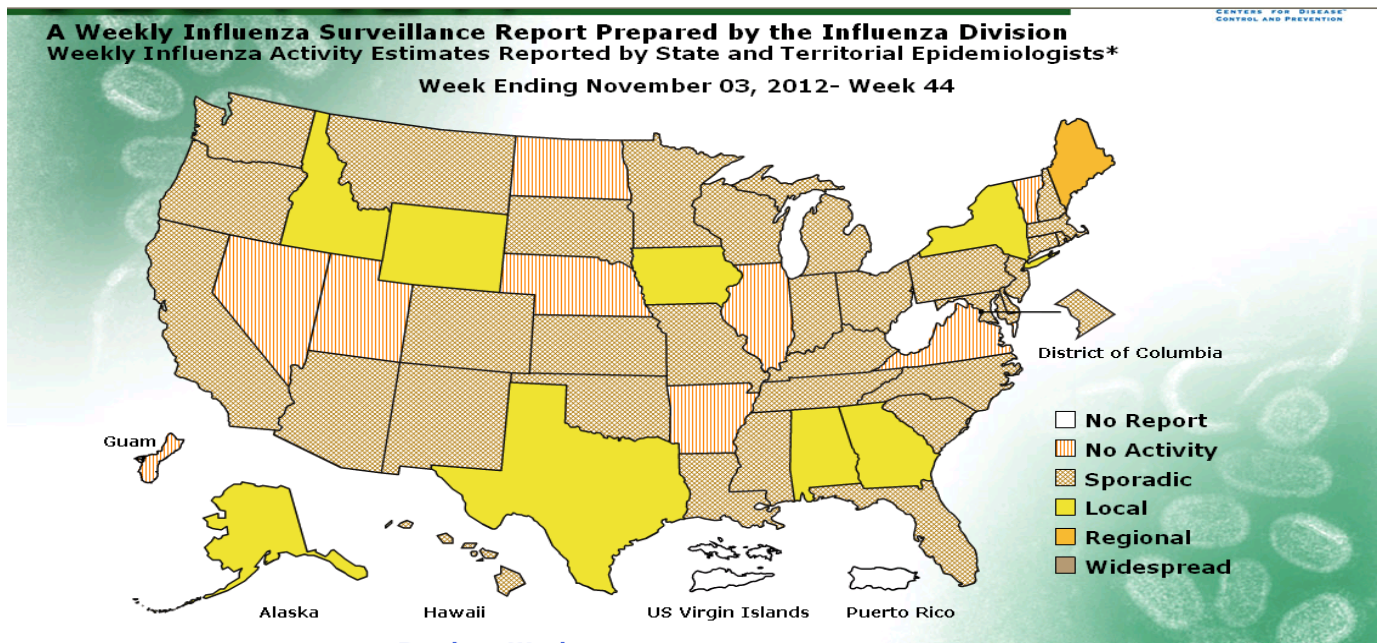 CENTERS FOR DISEASE
CONTROL AND PREVENTION
A Weekly Influenza Surveillance Report Prepared by the Influenza Division
Weekly Influenza Activity Estimates Reported by State and Territorial Epidemiologists*
Week Ending November 03, 2012- Week 44
District of Columbia
No Report
No Activity
Guam
Sporadic
Local
Regional
Widespread
Alaska
Hawaii
US Virgin Islands
Puerto Rico